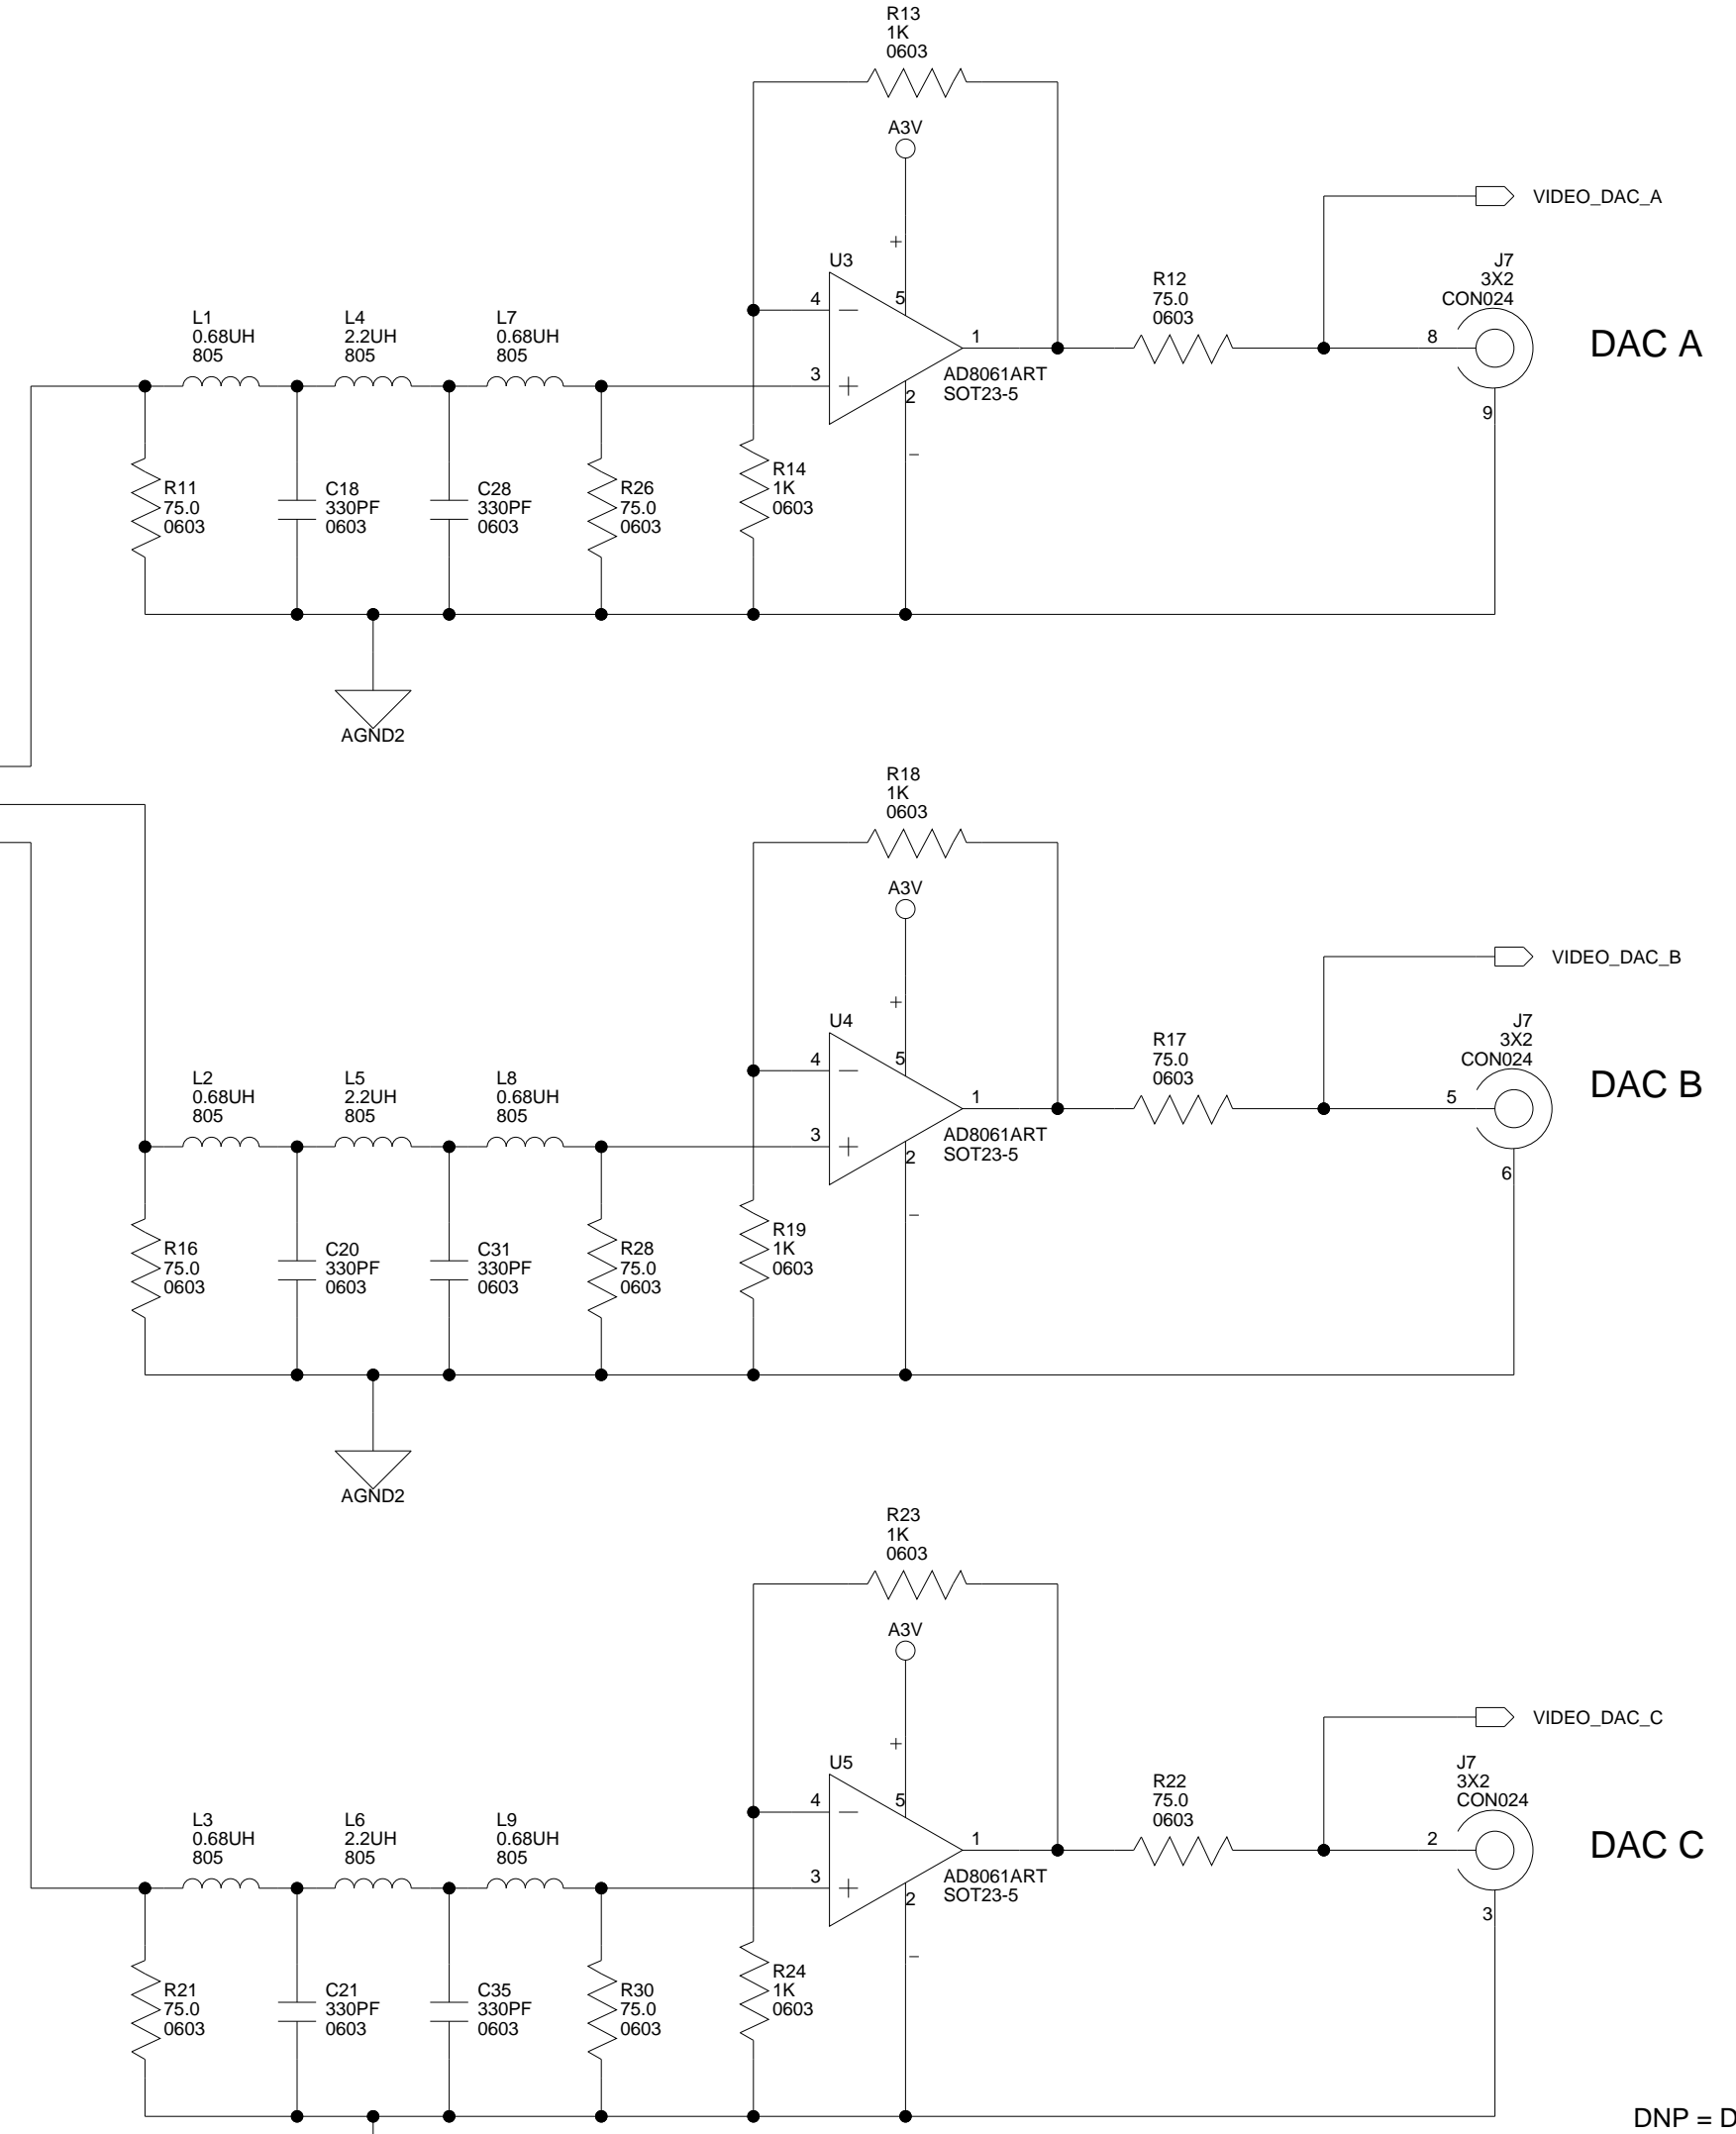 R13
1K
0603
A3V
VIDEO_DAC_A
+
U3
J7
3X2
CON024
R12
75.0
0603
5
4
L1
0.68UH
805
L4
2.2UH
805
L7
0.68UH
805
1
8
DAC A
3
AD8061ART
SOT23-5
2
9
−
R11
75.0
0603
C18
330PF
0603
C28
330PF
0603
R26
75.0
0603
R14
1K
0603
AGND2
R18
1K
0603
A3V
VIDEO_DAC_B
+
U4
J7
3X2
CON024
R17
75.0
0603
5
4
L2
0.68UH
805
L5
2.2UH
805
L8
0.68UH
805
1
5
DAC B
3
AD8061ART
SOT23-5
2
6
−
R16
75.0
0603
C20
330PF
0603
C31
330PF
0603
R28
75.0
0603
R19
1K
0603
AGND2
R23
1K
0603
A3V
VIDEO_DAC_C
+
U5
J7
3X2
CON024
R22
75.0
0603
5
4
L3
0.68UH
805
L6
2.2UH
805
L9
0.68UH
805
1
2
DAC C
3
AD8061ART
SOT23-5
2
3
−
R21
75.0
0603
C21
330PF
0603
C35
330PF
0603
R30
75.0
0603
R24
1K
0603
DNP = D